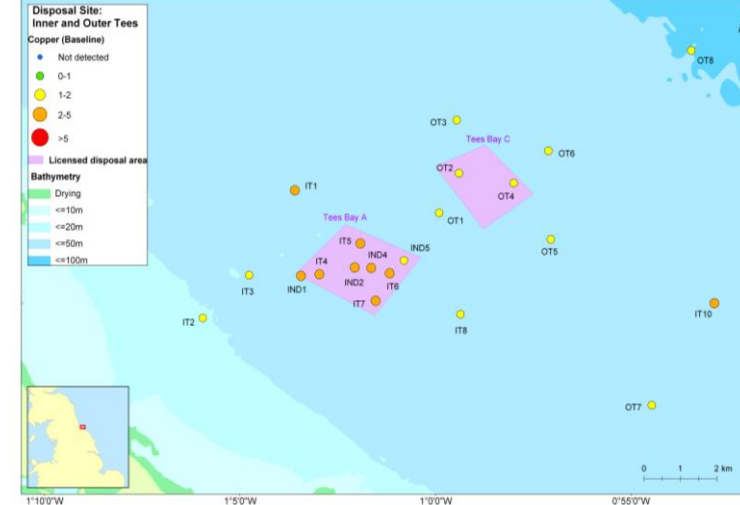 Disposal Site:
Inner and Outer Tees
Copper (Baseline)
Not detected
0-1
1-2
2-5
>5
Licensed disposal area
Bathymetry
Drying
<=10m
<=20m
<=50m
<=100m
OT8
OT3
Tees Bay C
OT6
OT2
OT4
IT1
OT1
Tees Bay A
IT5
IND5
OT5
IND4
IT4
IT3
IND1
IND2
IT6
IT7
IT2
IT8
IT10
OT7
0 1 2 km
1°10'0"W 1°5'0"W 1°0'0"W 0°55'0"W